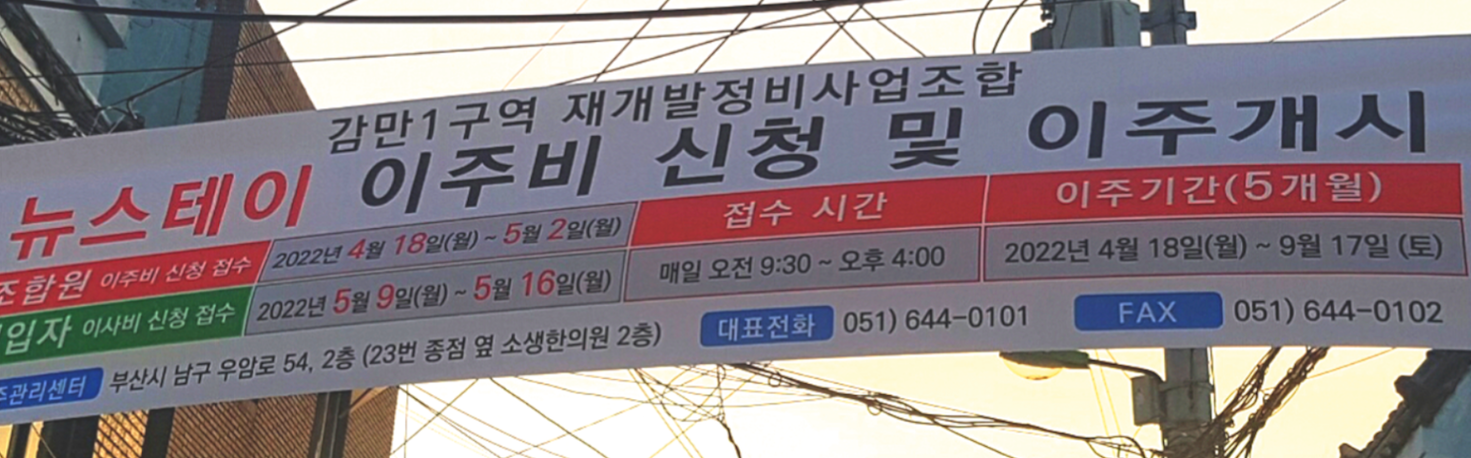 감만1구역 재개발정비사업조합
뉴스테이 이주비 신청 및 이주개시
조합원 이주비 신청 접수 2022년 4월 18일(월) ~ 5월 2일(월) 접수 시간 이주기간(5개월)
이사비 신청 접수 2022년 5월 9일(월) ~ 5월 16일(월) 매일 오전 9:30 ~ 오후 4:00 2022년 4월 18일(월) ~ 9월 17일 (토)
부산시 남구 우암로 54, 2층 (23번 종점 옆 소생한의원 2층) 대표전화 051) 644-0101 FAX 051) 644-0102